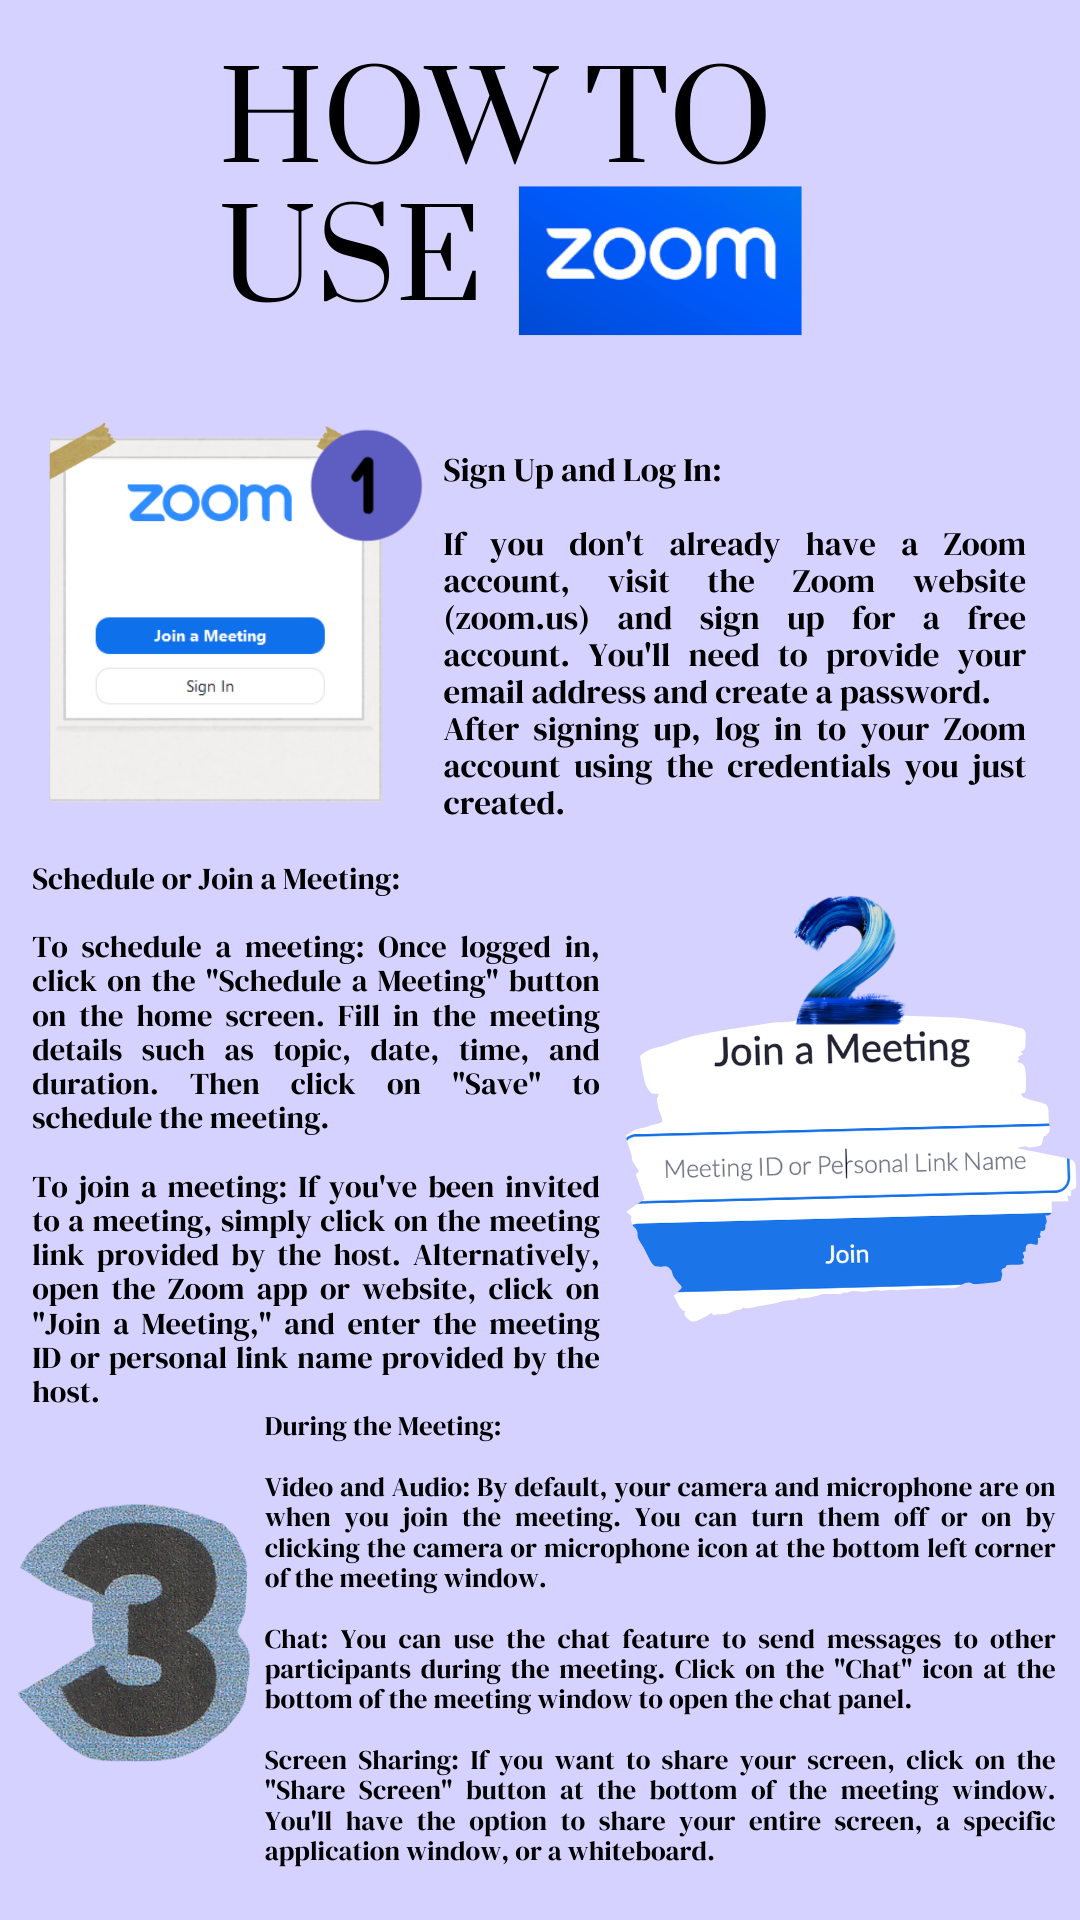 HOW TO
USE zoom
zoom
1
Join a Meeting
Sign In
Sign Up and Log In:
If you don't already have a Zoom
account, visit the Zoom website
(zoom.us) and sign up for a free
account. You'll need to provide your
email address and create a password.
After signing up, log in to your Zoom
account using the credentials you just
created.
Schedule or Join a Meeting:
To schedule a meeting: Once logged in,
click on the "Schedule a Meeting" button
on the home screen. Fill in the meeting
details such as topic, date, time, and
duration. Then click on "Save" to
schedule the meeting.
To join a meeting: If you've been invited
to a meeting, simply click on the meeting
link provided by the host. Alternatively,
open the Zoom app or website, click on
"Join a Meeting," and enter the meeting
ID or personal link name provided by the
host.
2
Join a Meeting
Meeting ID or Personal Link Name
Join
3
During the Meeting:
Video and Audio: By default, your camera and microphone are on
when you join the meeting. You can turn them off or on by
clicking the camera or microphone icon at the bottom left corner
of the meeting window.
Chat: You can use the chat feature to send messages to other
participants during the meeting. Click on the "Chat" icon at the
bottom of the meeting window to open the chat panel.
Screen Sharing: If you want to share your screen, click on the
"Share Screen" button at the bottom of the meeting window.
You'll have the option to share your entire screen, a specific
application window, or a whiteboard.